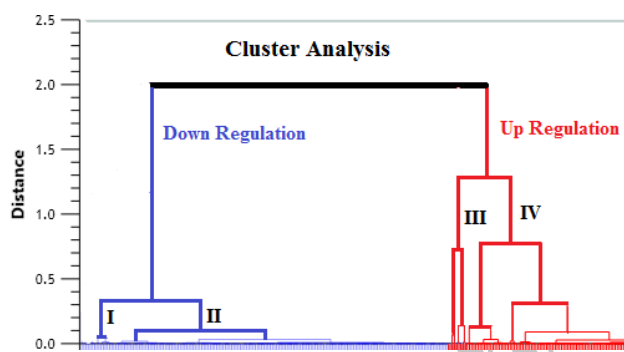 2.5
Cluster Analysis
2.0
Down Regulation
Up Regulation
1.5
Distance
1.0
III
IV
0.5
I
II
0.0